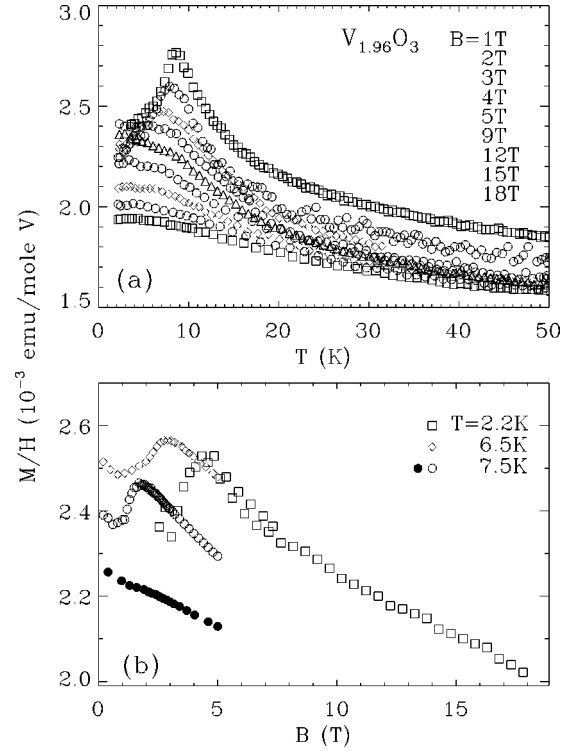 3.0
V1.96O3 B=1T
2T
3T
4T
5T
9T
12T
15T
18T
2.5
2.0
1.5
(a)
0 10 20 30 40 50
T (K)
M/H (10⁻³ emu/mole V)
2.6
2.4
2.2
2.0
□ T=2.2K
◇ 6.5K
● ○ 7.5K
(b)
0 5 10 15
B (T)